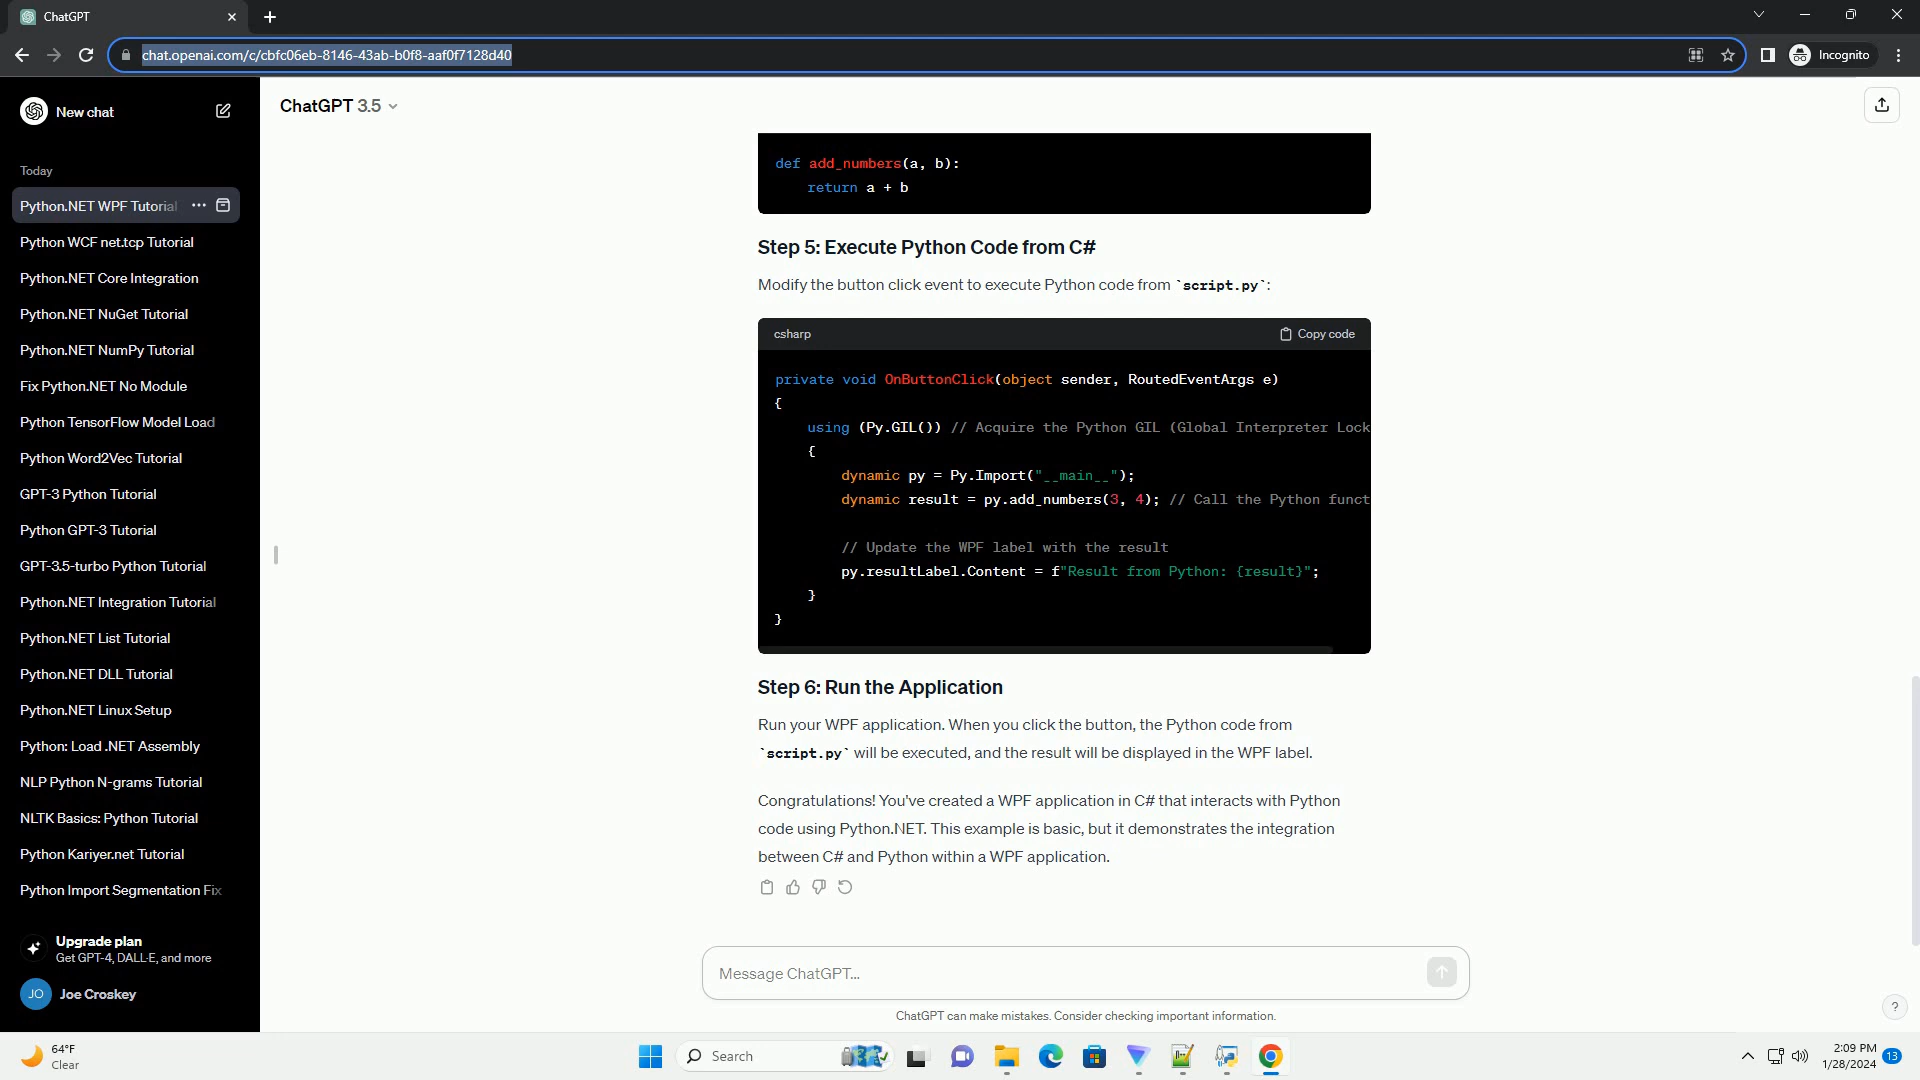 ChatGPT
chat.openai.com/c/cbfc06eb-8146-43ab-b0f8-aaf0f7128d40
Incognito
New chat
Today
Python.NET WPF Tutorial
Python WCF net.tcp Tutorial
Python.NET Core Integration
Python.NET NuGet Tutorial
Python.NET NumPy Tutorial
Fix Python.NET No Module
Python TensorFlow Model Load
Python Word2Vec Tutorial
GPT-3 Python Tutorial
Python GPT-3 Tutorial
GPT-3.5-turbo Python Tutorial
Python.NET Integration Tutorial
Python.NET List Tutorial
Python.NET DLL Tutorial
Python.NET Linux Setup
Python: Load .NET Assembly
NLP Python N-grams Tutorial
NLTK Basics: Python Tutorial
Python Kariyer.net Tutorial
Python Import Segmentation Fix
Upgrade plan
Get GPT-4, DALL·E, and more
JO
Joe Croskey
ChatGPT 3.5
def add_numbers(a, b):
return a + b
Step 5: Execute Python Code from C#
Modify the button click event to execute Python code from `script.py`:
csharp
Copy code
private void OnButtonClick(object sender, RoutedEventArgs e)
{
using (Py.GIL()) // Acquire the Python GIL (Global Interpreter Lock
{
dynamic py = Py.Import("__main__");
dynamic result = py.add_numbers(3, 4); // Call the Python funct
// Update the WPF label with the result
py.resultLabel.Content = f"Result from Python: {result}";
}
}
Step 6: Run the Application
Run your WPF application. When you click the button, the Python code from
`script.py` will be executed, and the result will be displayed in the WPF label.
Congratulations! You've created a WPF application in C# that interacts with Python
code using Python.NET. This example is basic, but it demonstrates the integration
between C# and Python within a WPF application.
Message ChatGPT...
ChatGPT can make mistakes. Consider checking important information.
?
64°F
Clear
Search
2:09 PM
1/28/2024
13